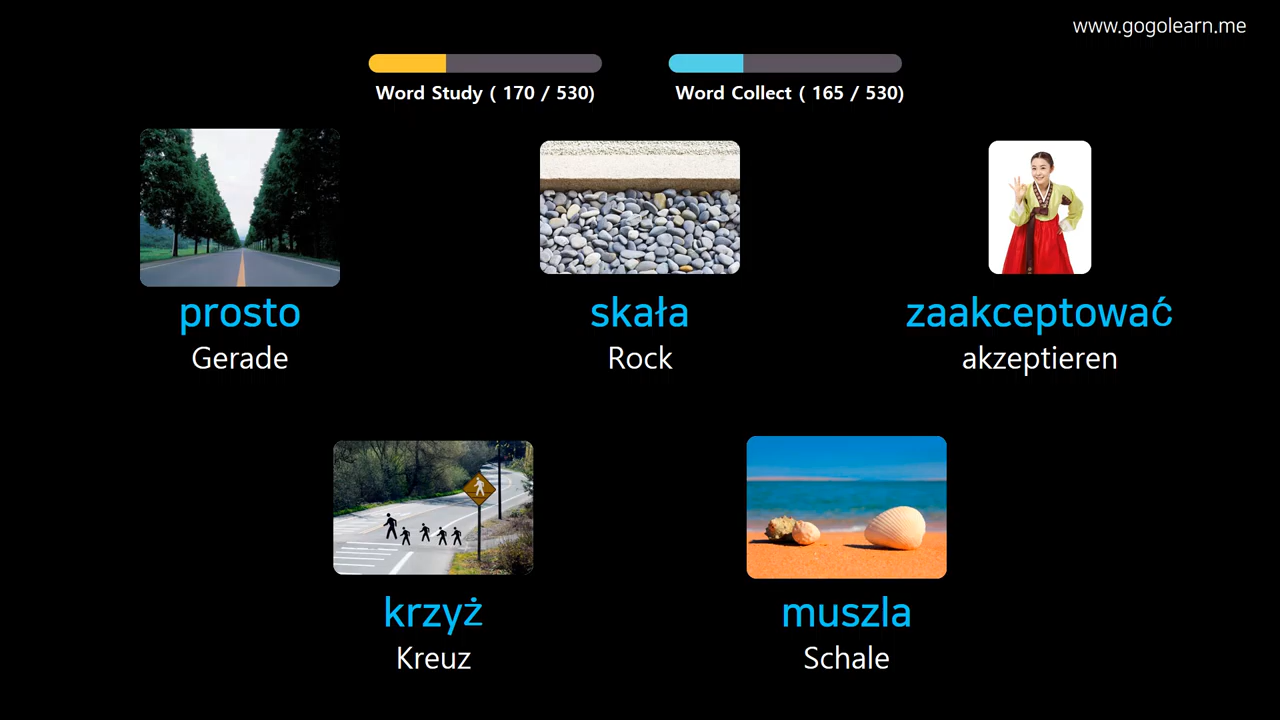 www.gogolearn.me
Word Study ( 170 / 530)
Word Collect ( 165 / 530)
prosto
Gerade
skała
Rock
zaakceptować
akzeptieren
krzyż
Kreuz
muszla
Schale